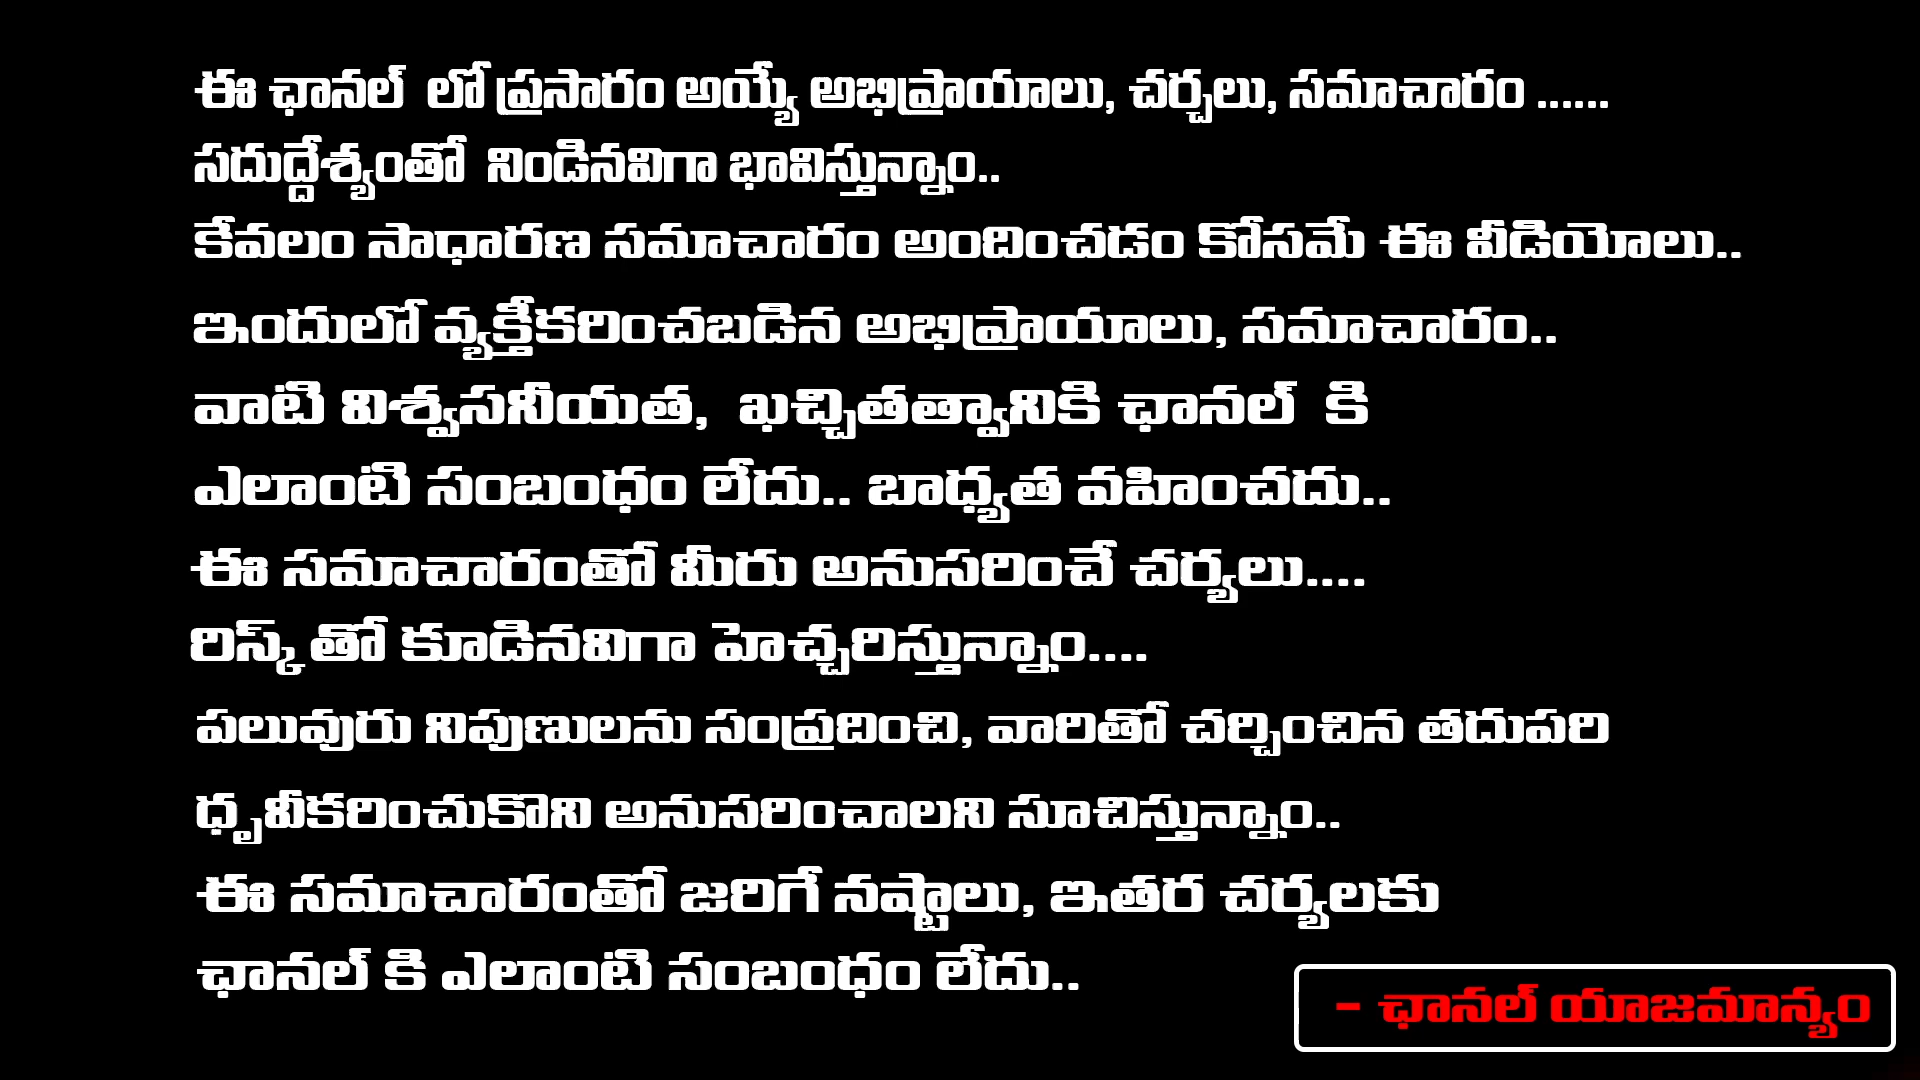 ఈ ఛానల్ లో ప్రసారం అయ్యే అభిప్రాయాలు, చర్చలు, సమాచారం ......
సదుద్దేశ్యంతో నిండినవిగా భావిస్తున్నాం..
కేవలం సాధారణ సమాచారం అందించడం కోసమే ఈ వీడియోలు..
ఇందులో వ్యక్తీకరించబడిన అభిప్రాయాలు, సమాచారం..
వాటి విశ్వసనీయత, ఖచ్చితత్వానికి ఛానల్ కి
ఎలాంటి సంబంధం లేదు.. బాధ్యత వహించదు..
ఈ సమాచారంతో మీరు అనుసరించే చర్యలు....
రిస్క్ తో కూడినవిగా హెచ్చరిస్తున్నాం....
పలువురు నిపుణులను సంప్రదించి, వారితో చర్చించిన తదుపరి
ధృవీకరించుకొని అనుసరించాలని సూచిస్తున్నాం..
ఈ సమాచారంతో జరిగే నష్టాలు, ఇతర చర్యలకు
ఛానల్ కి ఎలాంటి సంబంధం లేదు..
- ఛానల్ యాజమాన్యం